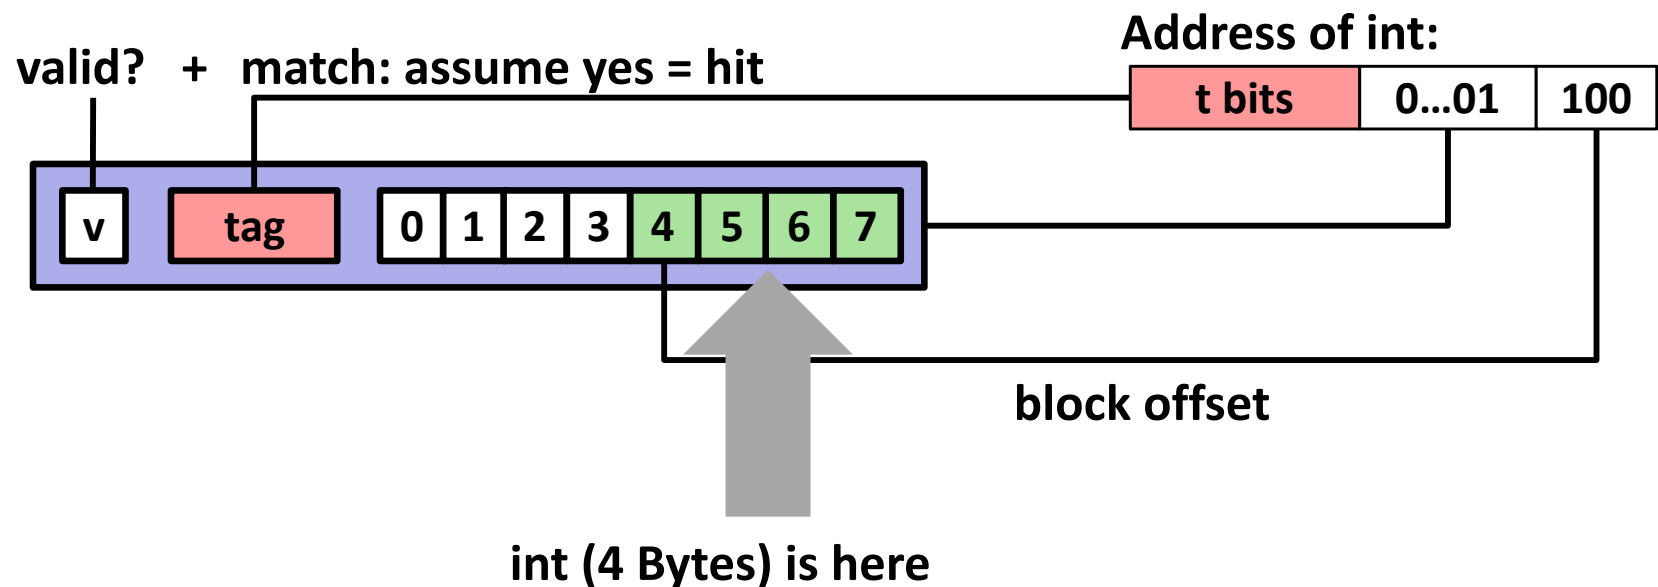 Address of int:
valid? + match: assume yes = hit
t bits 0...01 100
v tag 0 1 2 3 4 5 6 7
block offset
int (4 Bytes) is here